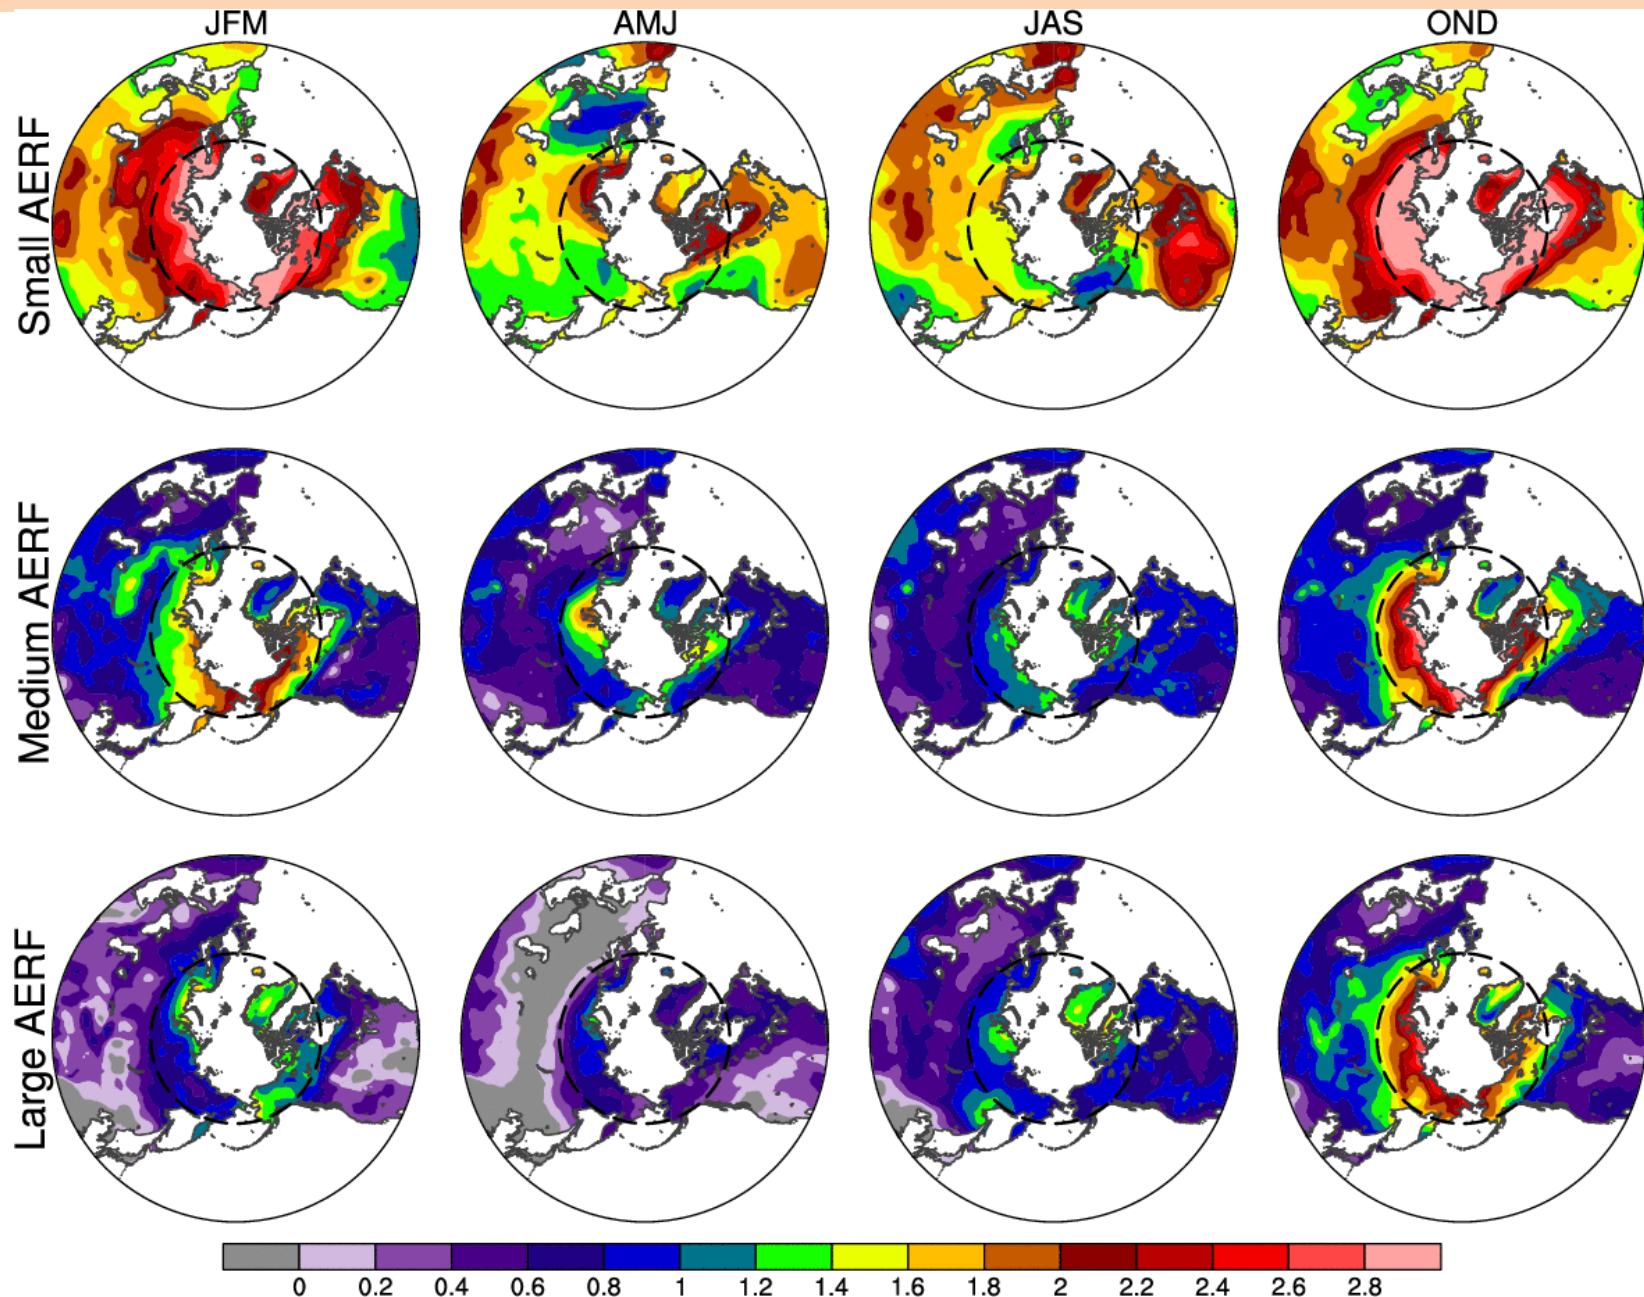 JFM AMJ JAS OND
Small AERF
Medium AERF
Large AERF
0 0.2 0.4 0.6 0.8 1 1.2 1.4 1.6 1.8 2 2.2 2.4 2.6 2.8